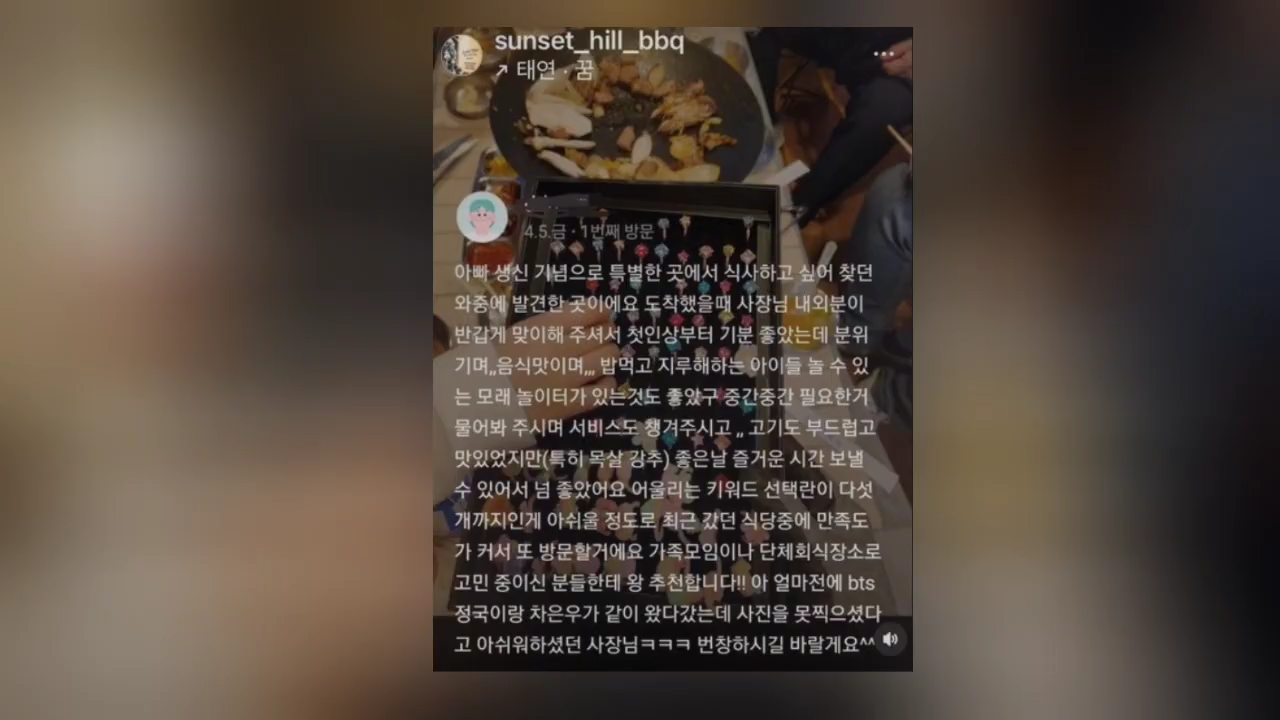 sunset_hill_bbq
태연 · 꿈
4.5.금 · 1번째 방문
아빠 생신 기념으로 특별한 곳에서 식사하고 싶어 찾던
와중에 발견한 곳이에요 도착했을때 사장님 내외분이
반갑게 맞이해 주셔서 첫인상부터 기분 좋았는데 분위
기며,,음식맛이며,,, 밥먹고 지루해하는 아이들 놀 수 있
는 모래 놀이터가 있는것도 좋았구 중간중간 필요한거
물어봐 주시며 서비스도 챙겨주시고 ,, 고기도 부드럽고
맛있었지만(특히 목살 강추) 좋은날 즐거운 시간 보낼
수 있어서 넘 좋았어요 어울리는 키워드 선택란이 다섯
개까지인게 아쉬울 정도로 최근 갔던 식당중에 만족도
가 커서 또 방문할거에요 가족모임이나 단체회식장소로
고민 중이신 분들한테 왕 추천합니다!! 아 얼마전에 bts
정국이랑 차은우가 같이 왔다갔는데 사진을 못찍으셨다
고 아쉬워하셨던 사장님ㅋㅋㅋ 번창하시길 바랄게요^^